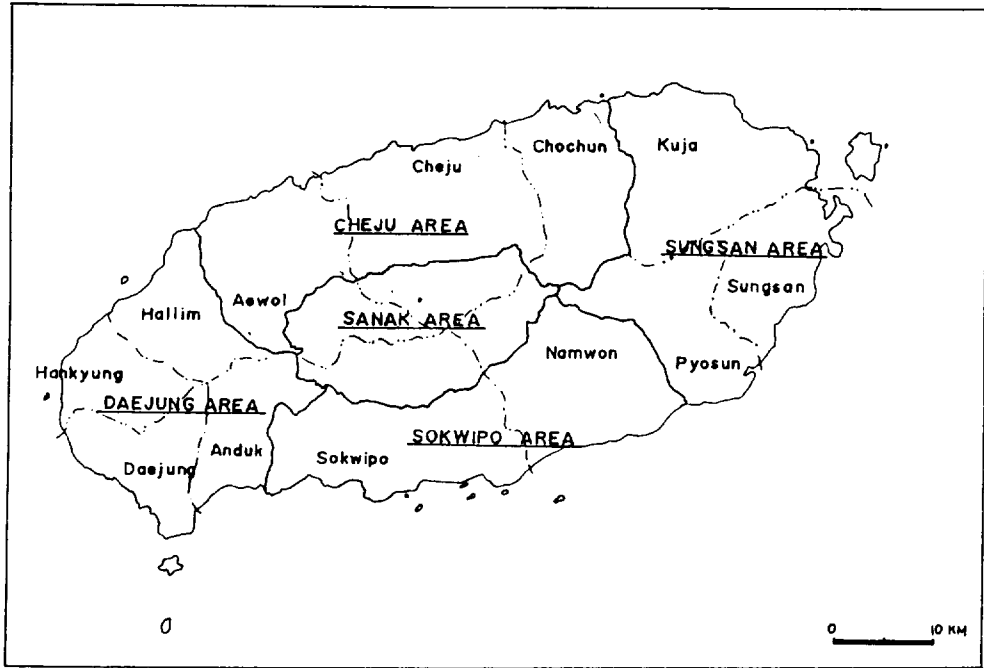 Chochun
Kuja
Cheju
CHEJU AREA
SUNGSAN AREA
Sungsan
Aewol
Hallim
SANAK AREA
Namwon
Pyosun
Hankyung
DAEJUNG AREA
SOKWIPO AREA
Anduk
Sokwipo
Daejung
0 10 KM